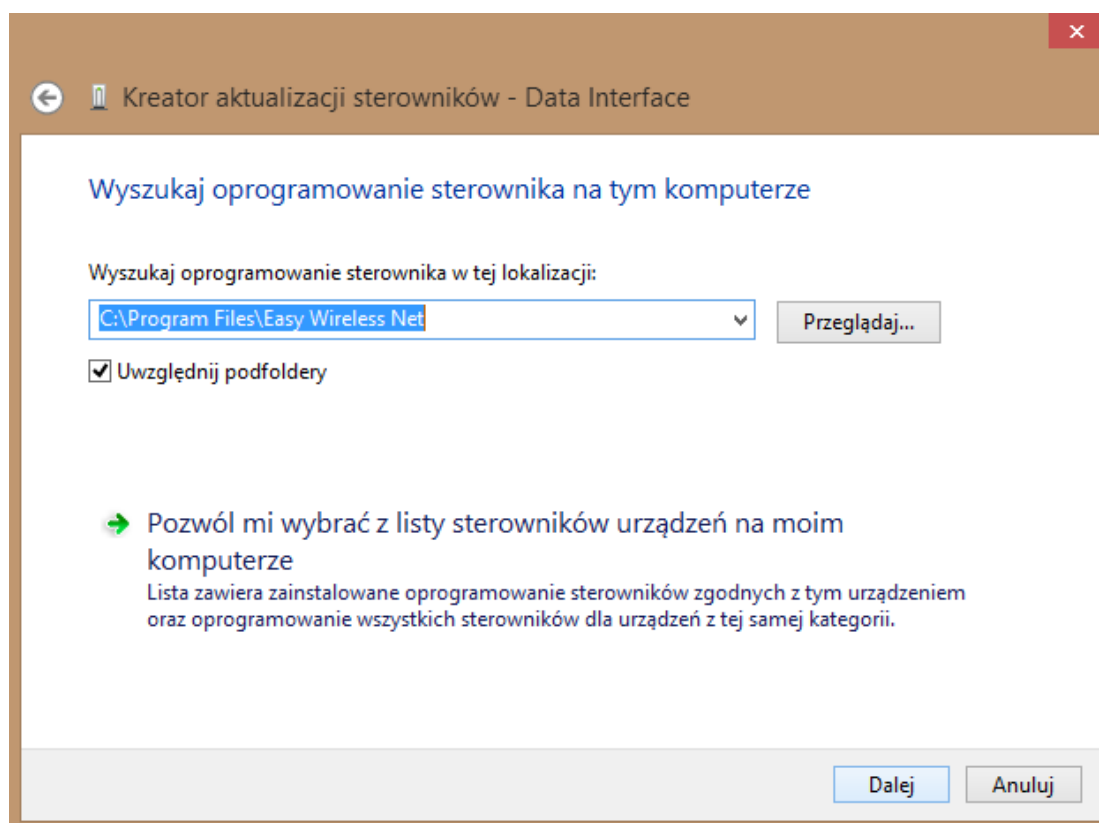 Kreator aktualizacji sterowników - Data Interface
Wyszukaj oprogramowanie sterownika na tym komputerze
Wyszukaj oprogramowanie sterownika w tej lokalizacji:
C:\Program Files\Easy Wireless Net
Przeglądaj...
Uwzględnij podfoldery
Pozwól mi wybrać z listy sterowników urządzeń na moim
komputerze
Lista zawiera zainstalowane oprogramowanie sterowników zgodnych z tym urządzeniem
oraz oprogramowanie wszystkich sterowników dla urządzeń z tej samej kategorii.
Dalej
Anuluj